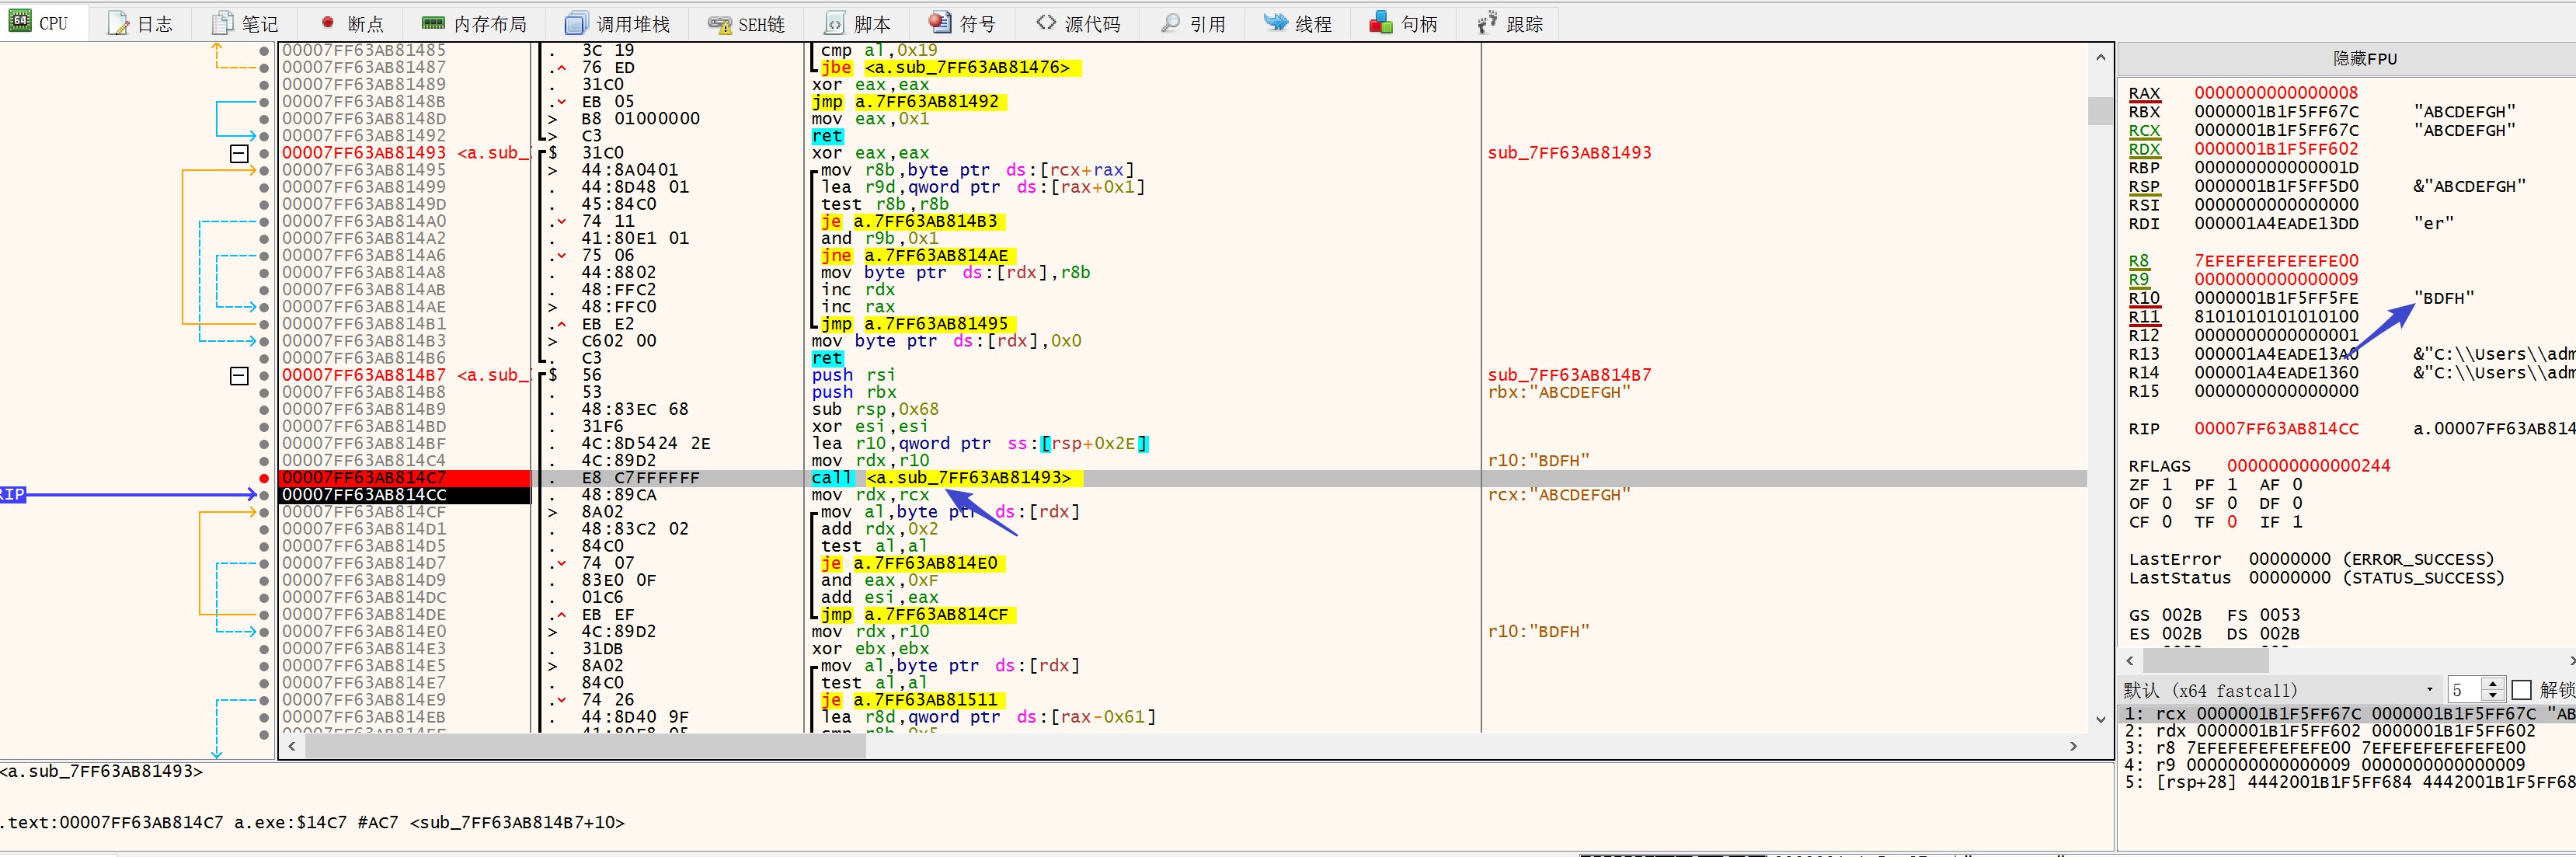 CPU 日志 笔记 断点 内存布局 调用堆栈 SEH链 脚本 符号 源代码 引用 线程 句柄 跟踪
00007FF63AB81485 . 3C 19 cmp al,0x19
00007FF63AB81487 .^ 76 ED jbe <a.sub_7FF63AB81476>
00007FF63AB81489 . 31C0 xor eax,eax
00007FF63AB8148B .v EB 05 jmp a.7FF63AB81492
00007FF63AB8148D > B8 01000000 mov eax,0x1
00007FF63AB81492 > C3 ret
00007FF63AB81493 <a.sub_ $ 31C0 xor eax,eax sub_7FF63AB81493
00007FF63AB81495 > 44:8A0401 mov r8b,byte ptr ds:[rcx+rax]
00007FF63AB81499 . 44:8D48 01 lea r9d,qword ptr ds:[rax+0x1]
00007FF63AB8149D . 45:84C0 test r8b,r8b
00007FF63AB814A0 .v 74 11 je a.7FF63AB814B3
00007FF63AB814A2 . 41:80E1 01 and r9b,0x1
00007FF63AB814A6 .v 75 06 jne a.7FF63AB814AE
00007FF63AB814A8 . 44:8802 mov byte ptr ds:[rdx],r8b
00007FF63AB814AB . 48:FFC2 inc rdx
00007FF63AB814AE > 48:FFC0 inc rax
00007FF63AB814B1 .^ EB E2 jmp a.7FF63AB81495
00007FF63AB814B3 > C602 00 mov byte ptr ds:[rdx],0x0
00007FF63AB814B6 . C3 ret
00007FF63AB814B7 <a.sub_ $ 56 push rsi sub_7FF63AB814B7
00007FF63AB814B8 . 53 push rbx rbx:"ABCDEFGH"
00007FF63AB814B9 . 48:83EC 68 sub rsp,0x68
00007FF63AB814BD . 31F6 xor esi,esi
00007FF63AB814BF . 4C:8D5424 2E lea r10,qword ptr ss:[rsp+0x2E]
00007FF63AB814C4 . 4C:89D2 mov rdx,r10 r10:"BDFH"
00007FF63AB814C7 . E8 C7FFFFFF call <a.sub_7FF63AB81493>
RIP 00007FF63AB814CC . 48:89CA mov rdx,rcx rcx:"ABCDEFGH"
00007FF63AB814CF > 8A02 mov al,byte ptr ds:[rdx]
00007FF63AB814D1 . 48:83C2 02 add rdx,0x2
00007FF63AB814D5 . 84C0 test al,al
00007FF63AB814D7 .v 74 07 je a.7FF63AB814E0
00007FF63AB814D9 . 83E0 0F and eax,0xF
00007FF63AB814DC . 01C6 add esi,eax
00007FF63AB814DE .^ EB EF jmp a.7FF63AB814CF
00007FF63AB814E0 > 4C:89D2 mov rdx,r10 r10:"BDFH"
00007FF63AB814E3 . 31DB xor ebx,ebx
00007FF63AB814E5 > 8A02 mov al,byte ptr ds:[rdx]
00007FF63AB814E7 . 84C0 test al,al
00007FF63AB814E9 .v 74 26 je a.7FF63AB81511
00007FF63AB814EB . 44:8D40 9F lea r8d,qword ptr ds:[rax-0x61]
隐藏FPU
RAX 0000000000000008
RBX 0000001B1F5FF67C "ABCDEFGH"
RCX 0000001B1F5FF67C "ABCDEFGH"
RDX 0000001B1F5FF602
RBP 000000000000001D
RSP 0000001B1F5FF5D0 &"ABCDEFGH"
RSI 0000000000000000
RDI 000001A4EADE13DD "er"
R8 7EFEFEFEFEFEFE00
R9 0000000000000009
R10 0000001B1F5FF5FE "BDFH"
R11 8101010101010100
R12 0000000000000001
R13 000001A4EADE13A0 &"C:\\Users\\adm
R14 000001A4EADE1360 &"C:\\Users\\adm
R15 0000000000000000
RIP 00007FF63AB814CC a.00007FF63AB814
RFLAGS 0000000000000244
ZF 1 PF 1 AF 0
OF 0 SF 0 DF 0
CF 0 TF 0 IF 1
LastError 00000000 (ERROR_SUCCESS)
LastStatus 00000000 (STATUS_SUCCESS)
GS 002B FS 0053
ES 002B DS 002B
默认 (x64 fastcall) 5 解锁
1: rcx 0000001B1F5FF67C 0000001B1F5FF67C "AB
2: rdx 0000001B1F5FF602 0000001B1F5FF602
3: r8 7EFEFEFEFEFEFE00 7EFEFEFEFEFEFE00
4: r9 0000000000000009 0000000000000009
5: [rsp+28] 4442001B1F5FF684 4442001B1F5FF68
<a.sub_7FF63AB81493>
.text:00007FF63AB814C7 a.exe:$14C7 #AC7 <sub_7FF63AB814B7+10>